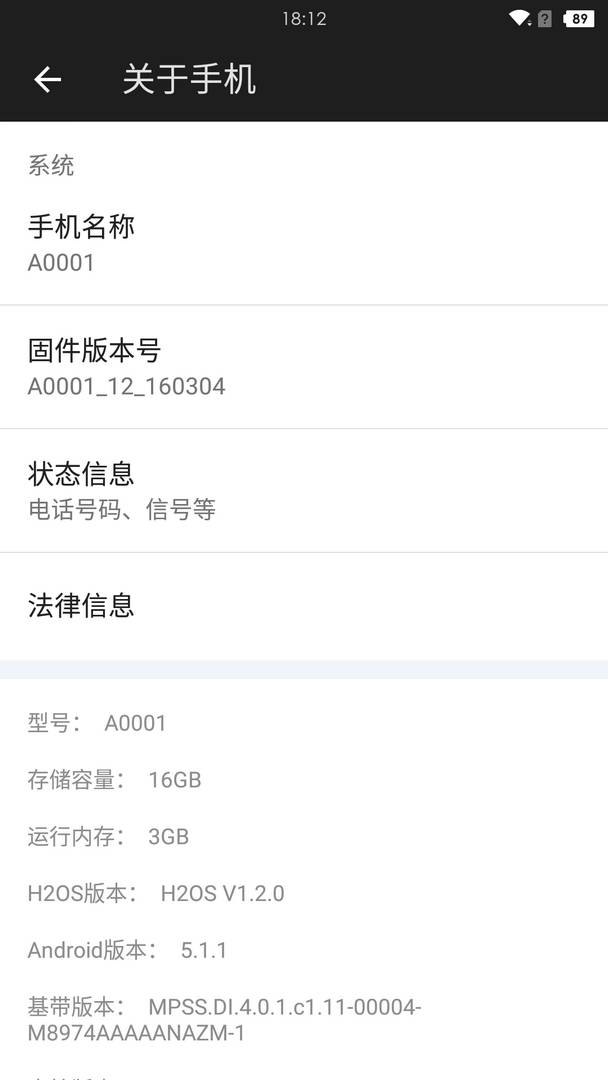 18:12
?
89
关于手机
系统
手机名称
A0001
固件版本号
A0001_12_160304
状态信息
电话号码、信号等
法律信息
型号： A0001
存储容量： 16GB
运行内存： 3GB
H2OS版本： H2OS V1.2.0
Android版本： 5.1.1
基带版本： MPSS.DI.4.0.1.c1.11-00004-
M8974AAAAANAZM-1